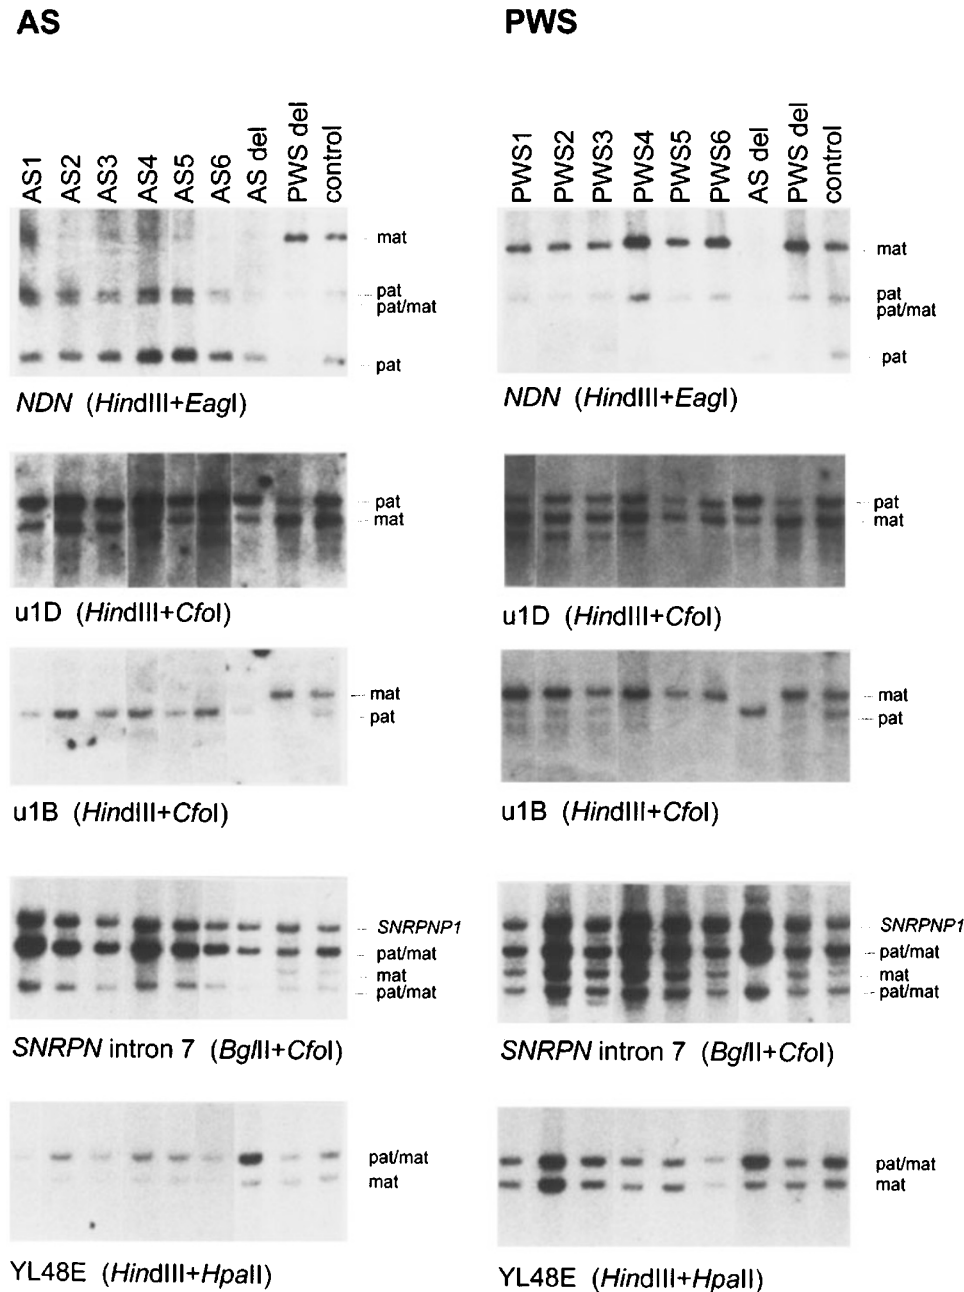 AS
AS1 AS2 AS3 AS4 AS5 AS6 AS del PWS del control
mat
pat
pat/mat
pat
NDN (HindIII+EagI)
pat
mat
u1D (HindIII+CfoI)
mat
pat
u1B (HindIII+CfoI)
SNRPNP1
pat/mat
mat
pat/mat
SNRPN intron 7 (BglII+CfoI)
pat/mat
mat
YL48E (HindIII+HpaII)
PWS
PWS1 PWS2 PWS3 PWS4 PWS5 PWS6 AS del PWS del control
mat
pat
pat/mat
pat
NDN (HindIII+EagI)
pat
mat
u1D (HindIII+CfoI)
mat
pat
u1B (HindIII+CfoI)
SNRPNP1
pat/mat
mat
pat/mat
SNRPN intron 7 (BglII+CfoI)
pat/mat
mat
YL48E (HindIII+HpaII)